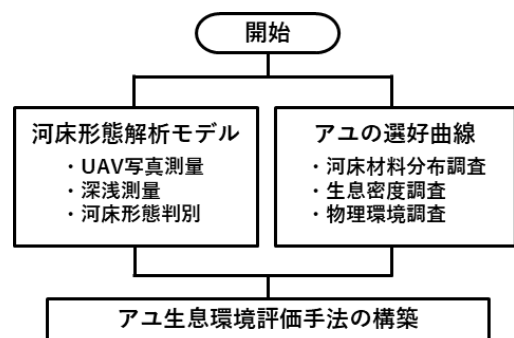 開始
河床形態解析モデル
・UAV写真測量
・深浅測量
・河床形態判別
アユの選好曲線
・河床材料分布調査
・生息密度調査
・物理環境調査
アユ生息環境評価手法の構築